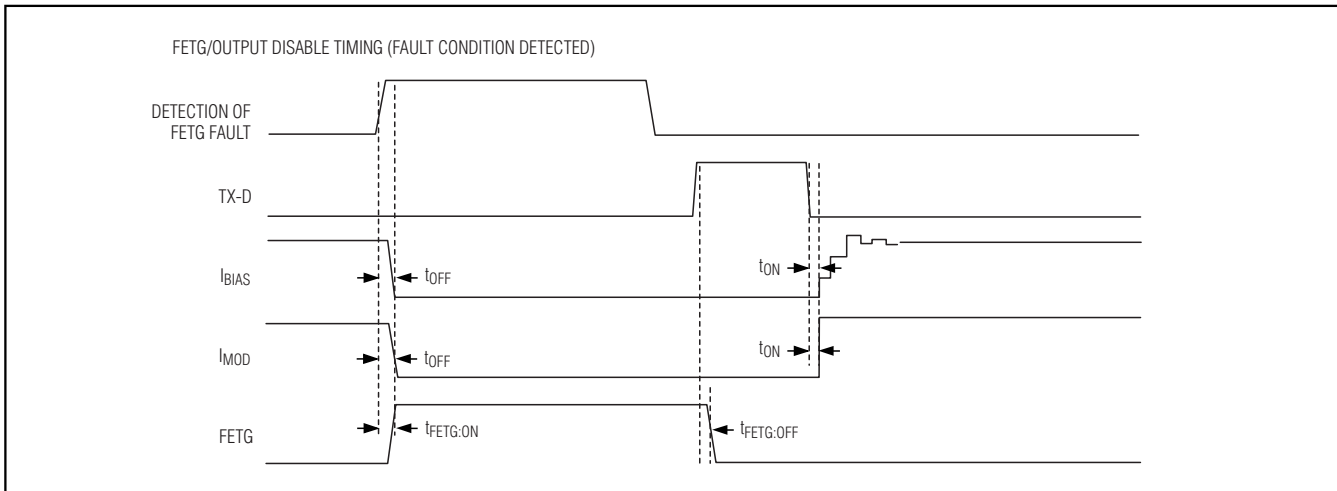 FETG/OUTPUT DISABLE TIMING (FAULT CONDITION DETECTED)
DETECTION OF
FETG FAULT
TX-D
IBIAS
tOFF
tON
IMOD
tOFF
tON
FETG
tFETG:ON
tFETG:OFF